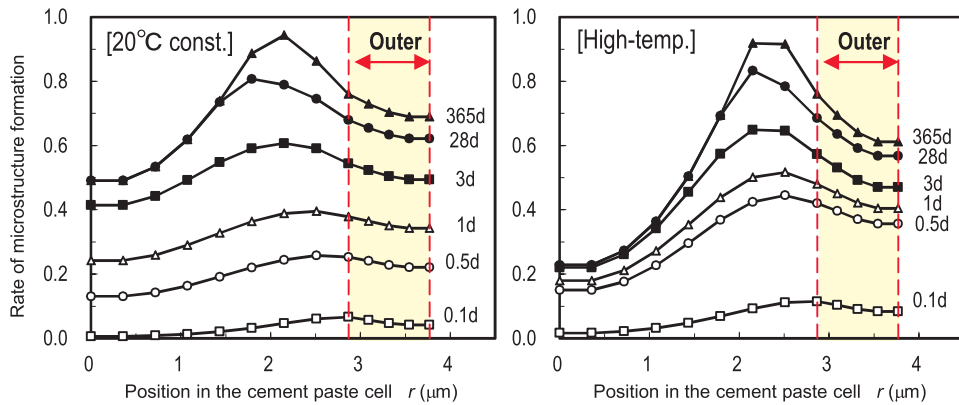 Rate of microstructure formation
1.0
0.8
0.6
0.4
0.2
0.0
[20°C const.]
Outer
365d
28d
3d
1d
0.5d
0.1d
0 1 2 3 4
Position in the cement paste cell r (μm)
1.0
0.8
0.6
0.4
0.2
0.0
[High-temp.]
Outer
365d
28d
3d
1d
0.5d
0.1d
0 1 2 3 4
Position in the cement paste cell r (μm)